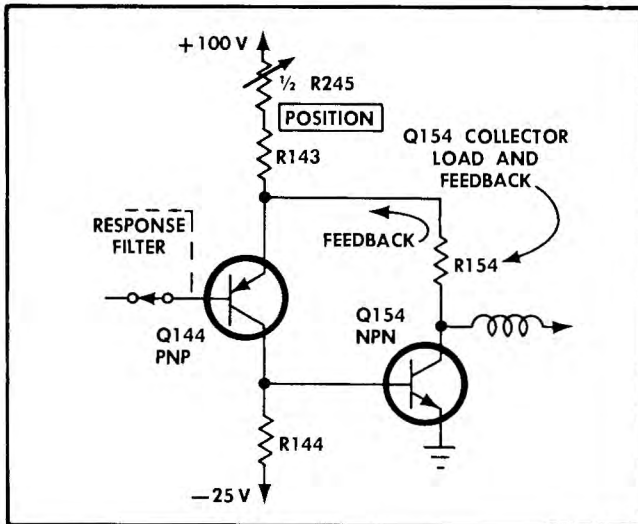 +100 V
½ R245
POSITION
R143
Q154 COLLECTOR
LOAD AND
FEEDBACK
RESPONSE
FILTER
FEEDBACK
R154
Q144
PNP
Q154
NPN
R144
−25 V